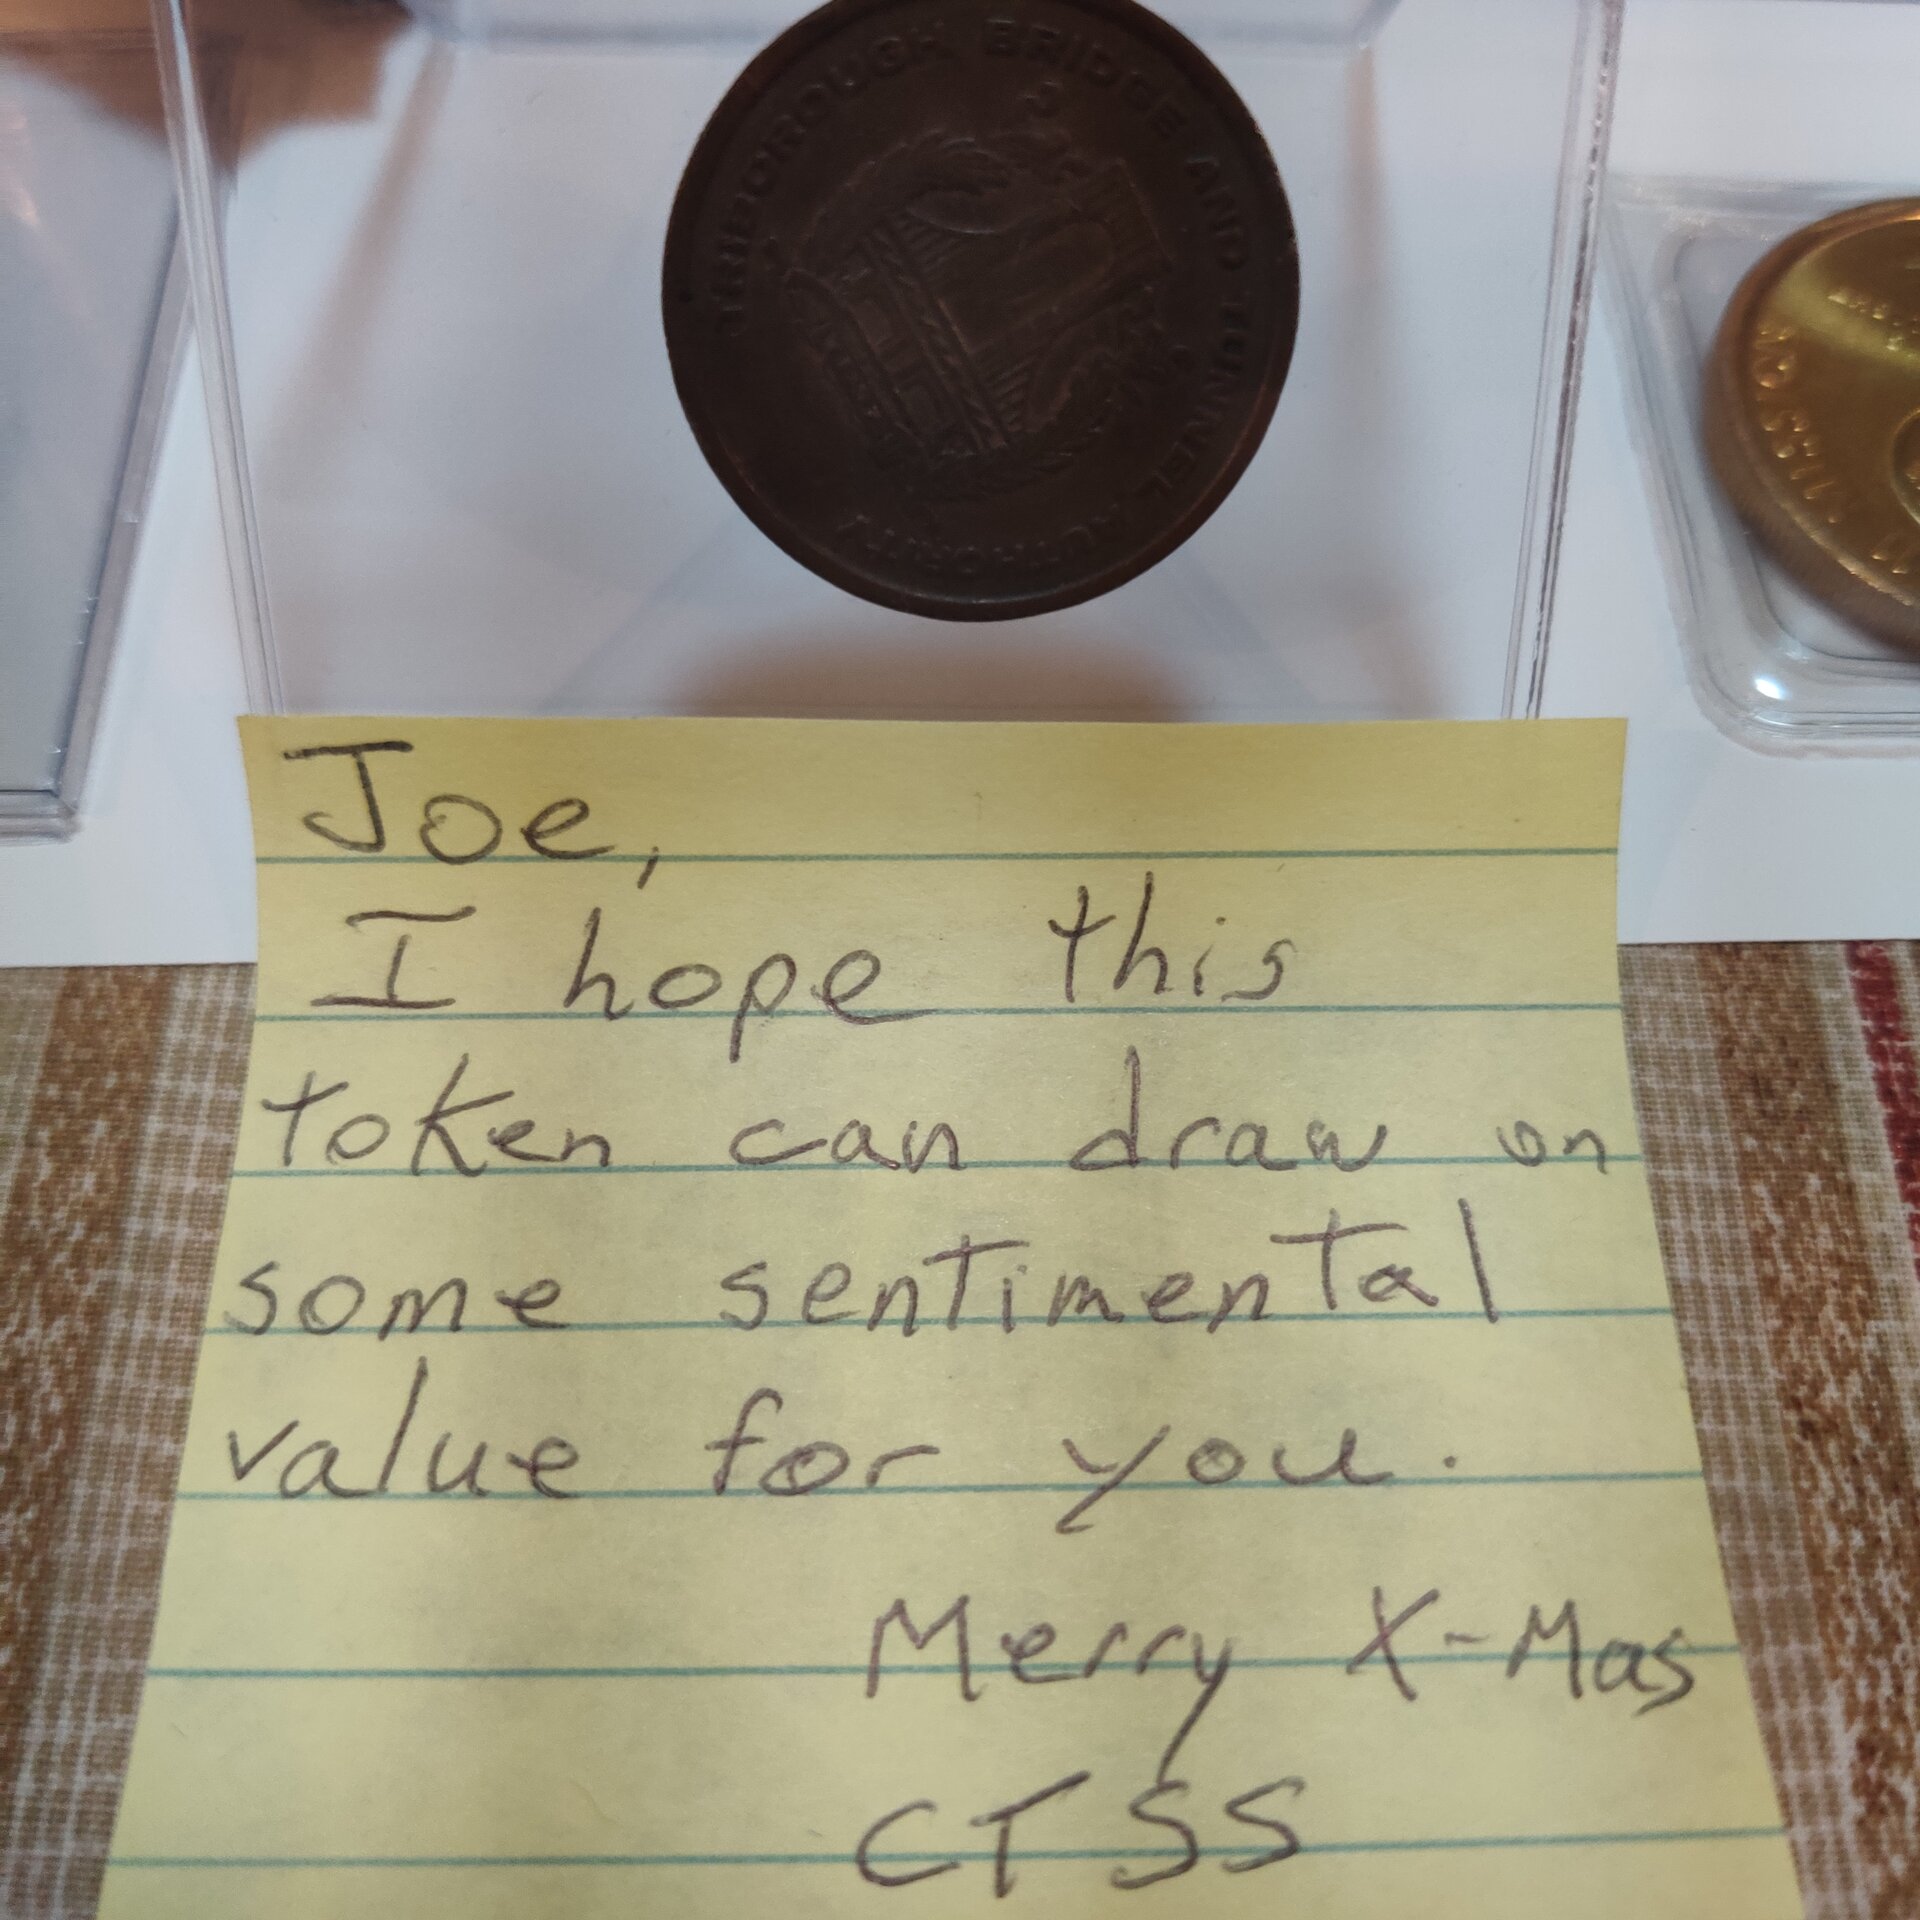 TRIBOROUGH BRIDGE AND TUNNEL AUTHORITY
Joe,
I hope this
token can draw on
some sentimental
value for you.
Merry X-Mas
CTSS